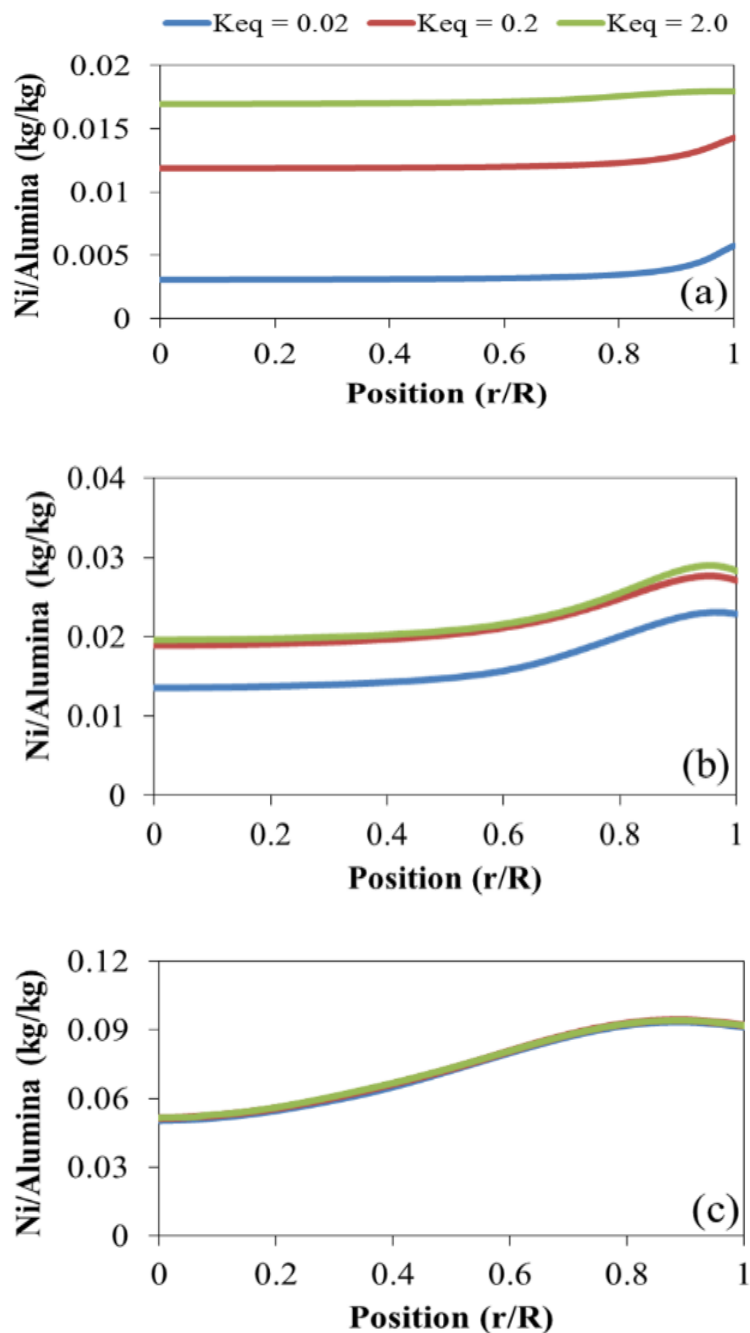 Keq = 0.02 Keq = 0.2 Keq = 2.0
Ni/Alumina (kg/kg)
0.02
0.015
0.01
0.005
0
(a)
0 0.2 0.4 0.6 0.8 1
Position (r/R)
Ni/Alumina (kg/kg)
0.04
0.03
0.02
0.01
0
(b)
0 0.2 0.4 0.6 0.8 1
Position (r/R)
Ni/Alumina (kg/kg)
0.12
0.09
0.06
0.03
0
(c)
0 0.2 0.4 0.6 0.8 1
Position (r/R)